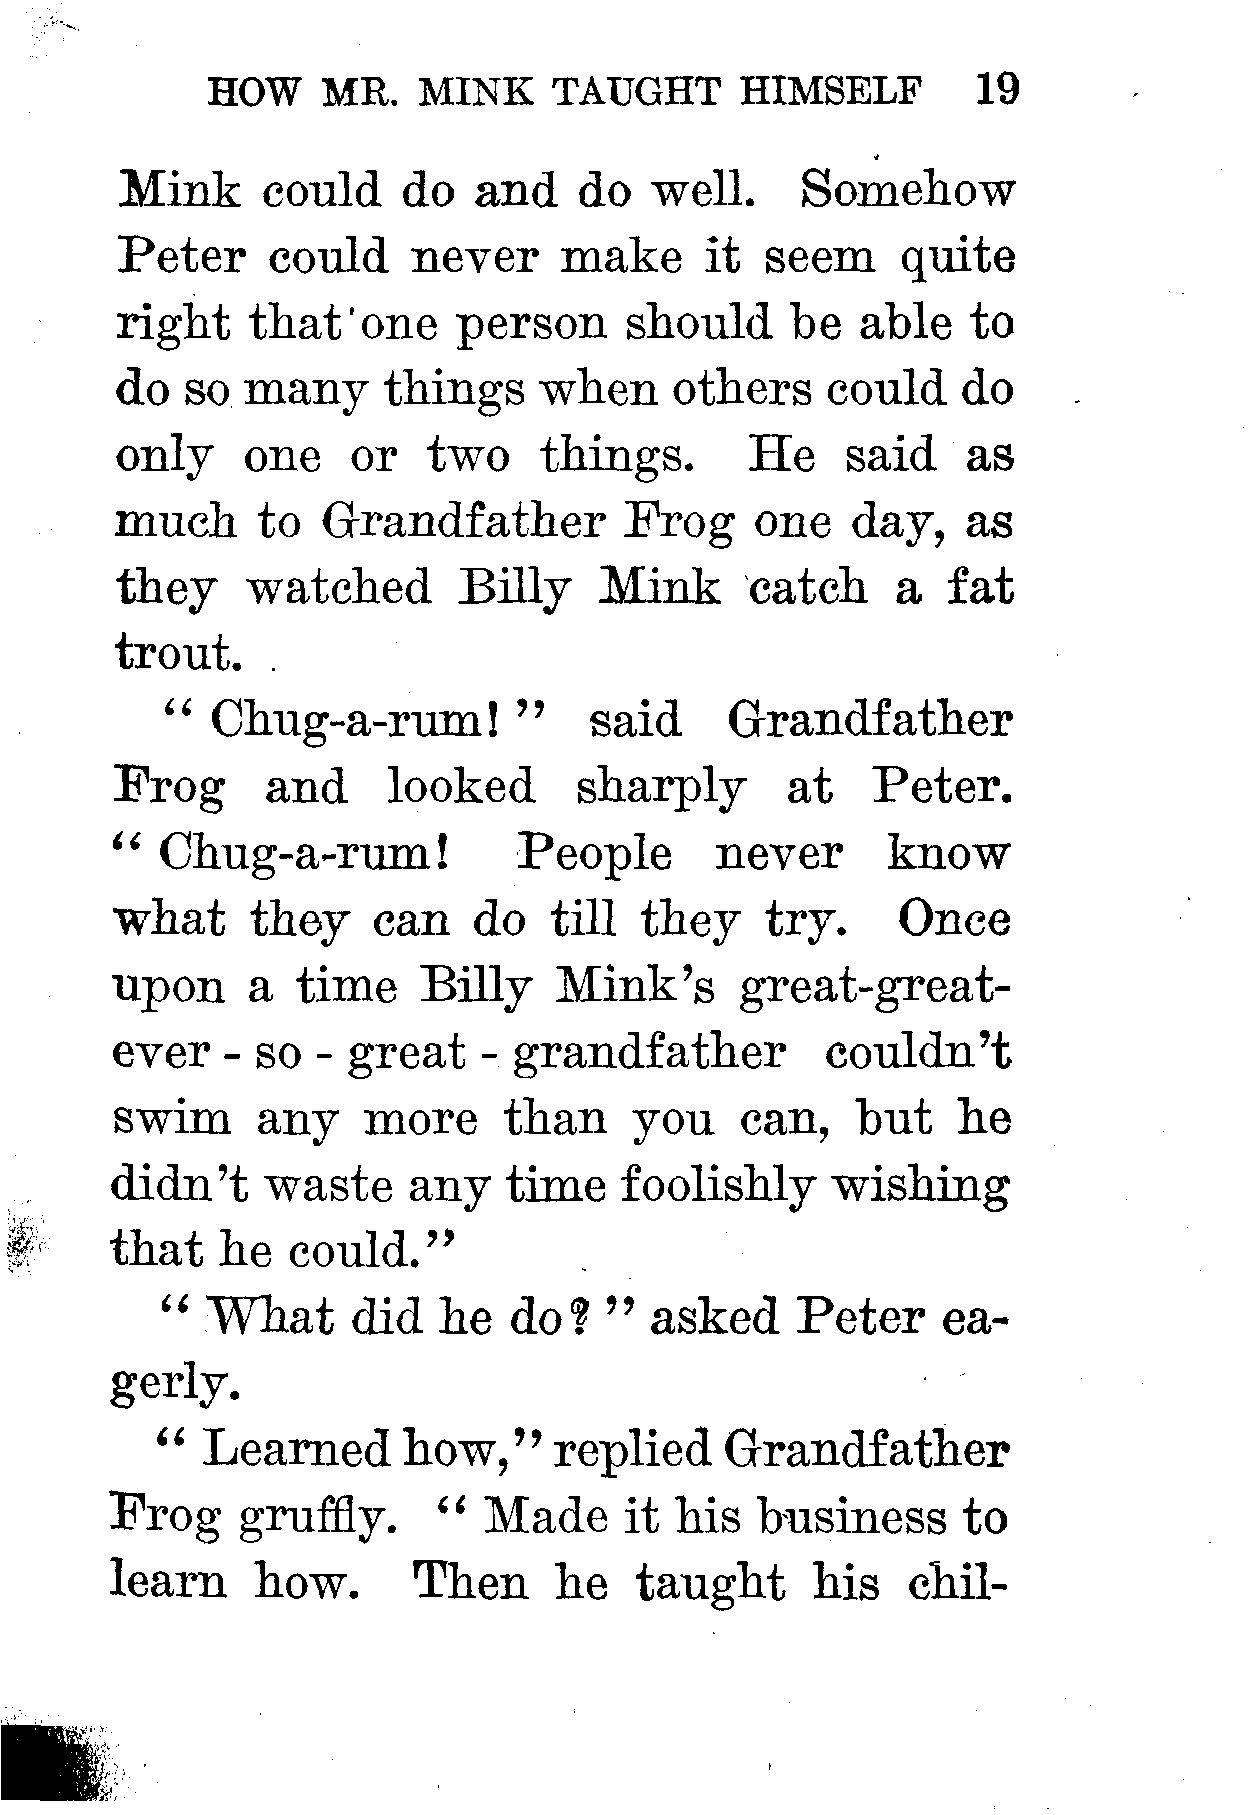 HOW MR. MINK TAUGHT HIMSELF 19
Mink could do and do well. Somehow
Peter could never make it seem quite
right that one person should be able to
do so many things when others could do
only one or two things. He said as
much to Grandfather Frog one day, as
they watched Billy Mink catch a fat
trout.
“ Chug-a-rum! ” said Grandfather
Frog and looked sharply at Peter.
“ Chug-a-rum! People never know
what they can do till they try. Once
upon a time Billy Mink’s great-great-
ever - so - great - grandfather couldn’t
swim any more than you can, but he
didn’t waste any time foolishly wishing
that he could.”
“ What did he do? ” asked Peter ea-
gerly.
“ Learned how,” replied Grandfather
Frog gruffly. “ Made it his business to
learn how. Then he taught his chil-